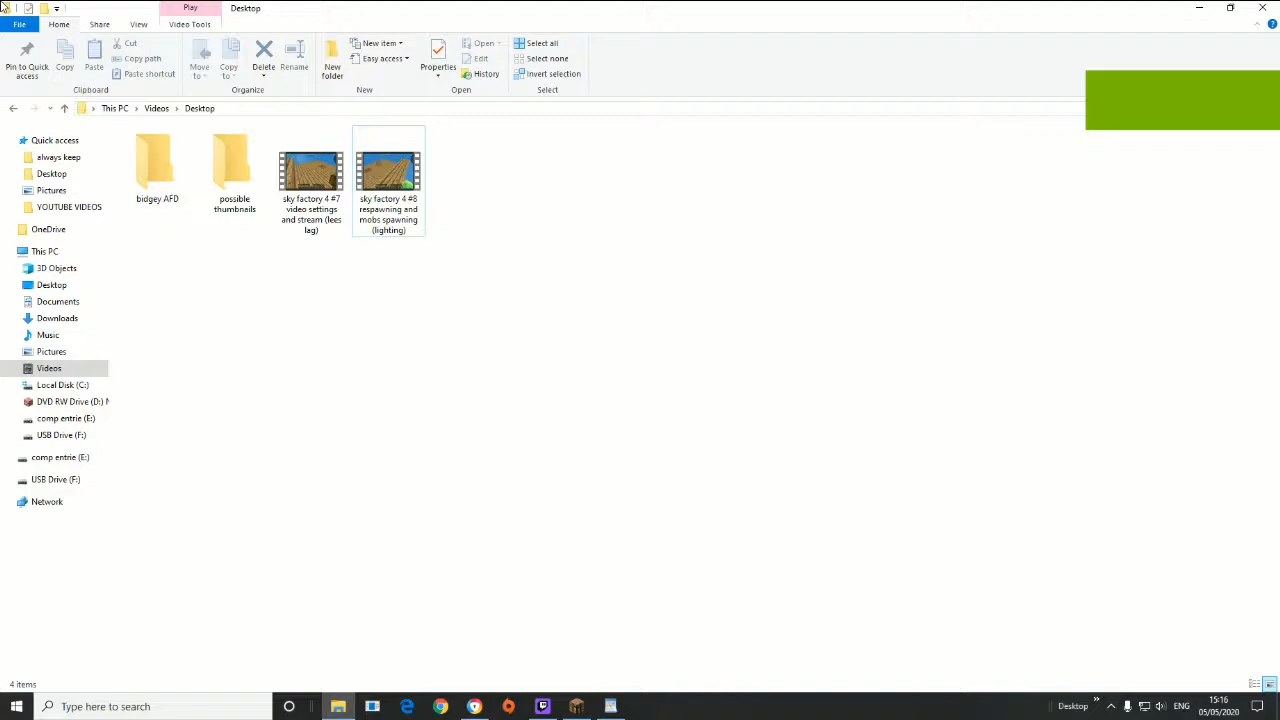 Play
Desktop
File
Home
Share
View
Video Tools
Pin to Quick
access
Copy
Paste
Cut
Copy path
Paste shortcut
Clipboard
Move
to
Copy
to
Delete
Rename
Organize
New
folder
New item
Easy access
New
Properties
Open
Edit
History
Open
Select all
Select none
Invert selection
Select
This PC
Videos
Desktop
Quick access
always keep
Desktop
Pictures
YOUTUBE VIDEOS
OneDrive
This PC
3D Objects
Desktop
Documents
Downloads
Music
Pictures
Videos
Local Disk (C:)
DVD RW Drive (D:)
comp entrie (E:)
USB Drive (F:)
comp entrie (E:)
USB Drive (F:)
Network
bidgey AFD
possible
thumbnails
sky factory 4 #7
video settings
and stream (lees
lag)
sky factory 4 #8
respawning and
mobs spawning
(lighting)
4 items
Type here to search
Desktop
ENG
15:16
05/05/2020